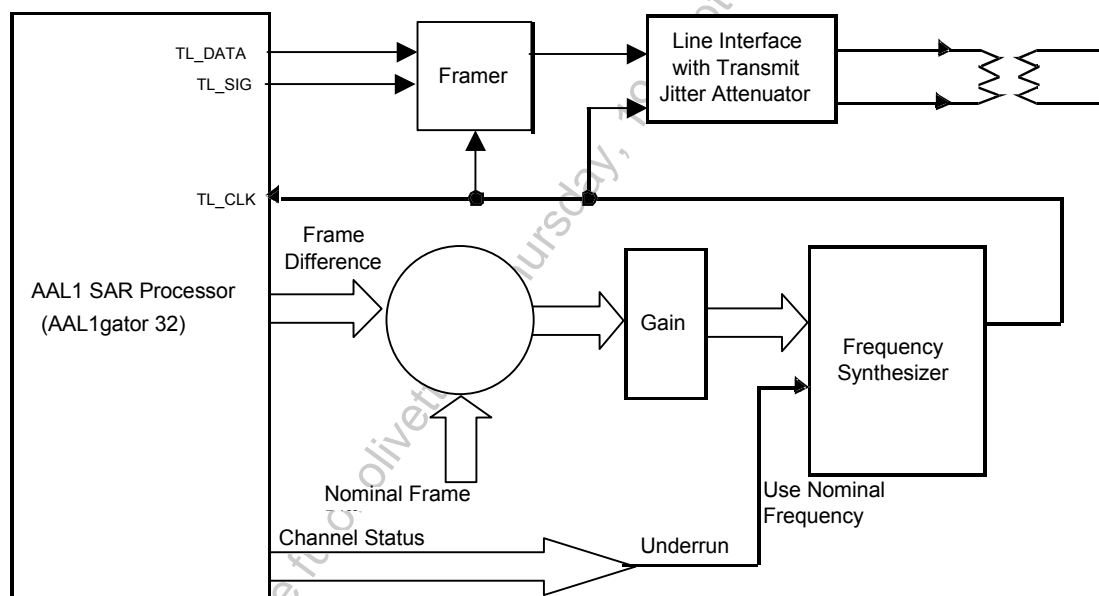 TL_DATA
TL_SIG
Framer
Line Interface
with Transmit
Jitter Attenuator
TL_CLK
Frame
Difference
AAL1 SAR Processor
(AAL1gator 32)
Gain
Frequency
Synthesizer
Nominal Frame
Use Nominal
Frequency
Channel Status
Underrun
olivett